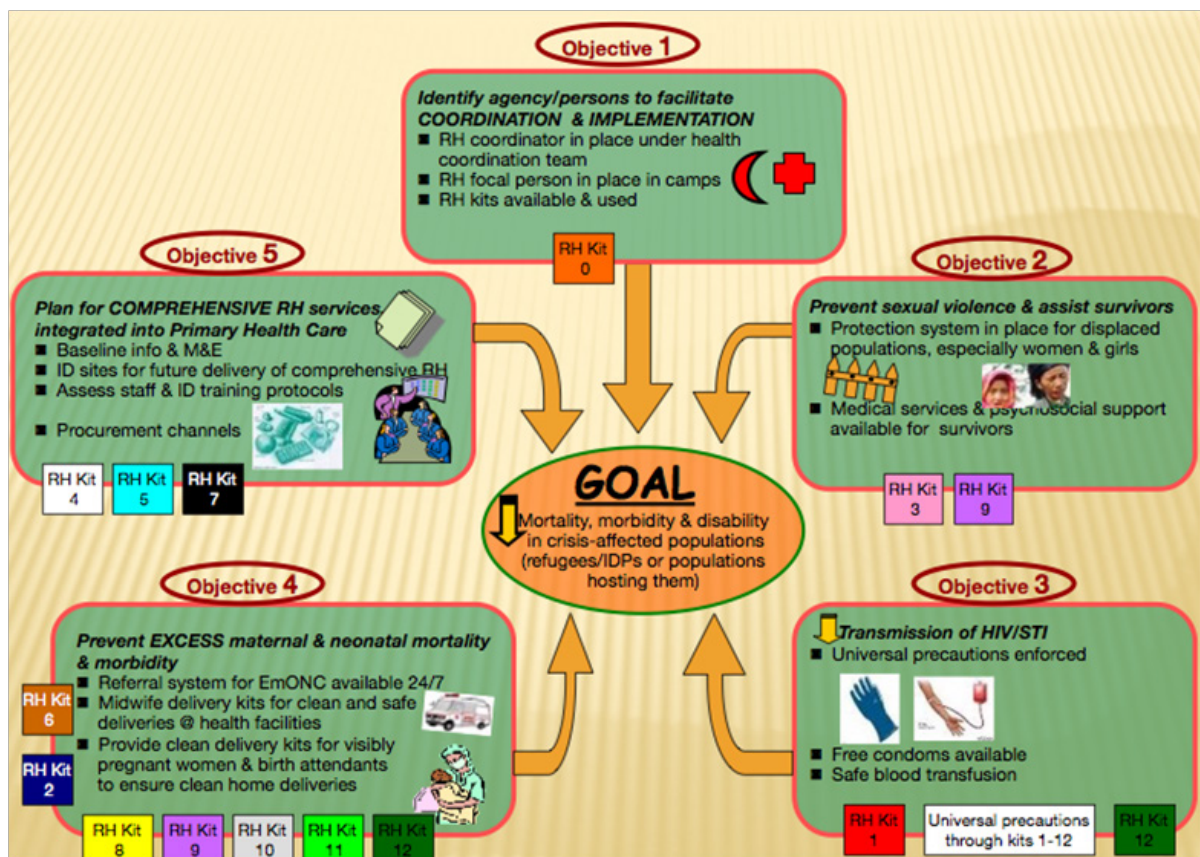 Objective 1
Identify agency/persons to facilitate
COORDINATION & IMPLEMENTATION
RH coordinator in place under health
coordination team
RH focal person in place in camps
RH kits available & used
RH Kit
0
Objective 2
Prevent sexual violence & assist survivors
Protection system in place for displaced
populations, especially women & girls
Medical services & psychosocial support
available for survivors
RH Kit
3
RH Kit
9
Objective 3
Transmission of HIV/STI
Universal precautions enforced
Free condoms available
Safe blood transfusion
RH Kit
1
Universal precautions
through kits 1-12
RH Kit
12
Objective 4
Prevent EXCESS maternal & neonatal mortality
& morbidity
Referral system for EmONC available 24/7
Midwife delivery kits for clean and safe
deliveries @ health facilities
Provide clean delivery kits for visibly
pregnant women & birth attendants
to ensure clean home deliveries
RH Kit
6
RH Kit
2
RH Kit
8
RH Kit
9
RH Kit
10
RH Kit
11
RH Kit
12
Objective 5
Plan for COMPREHENSIVE RH services,
integrated into Primary Health Care
Baseline info & M&E
ID sites for future delivery of comprehensive RH
Assess staff & ID training protocols
Procurement channels
RH Kit
4
RH Kit
5
RH Kit
7
GOAL
Mortality, morbidity & disability
in crisis-affected populations
(refugees/IDPs or populations
hosting them)